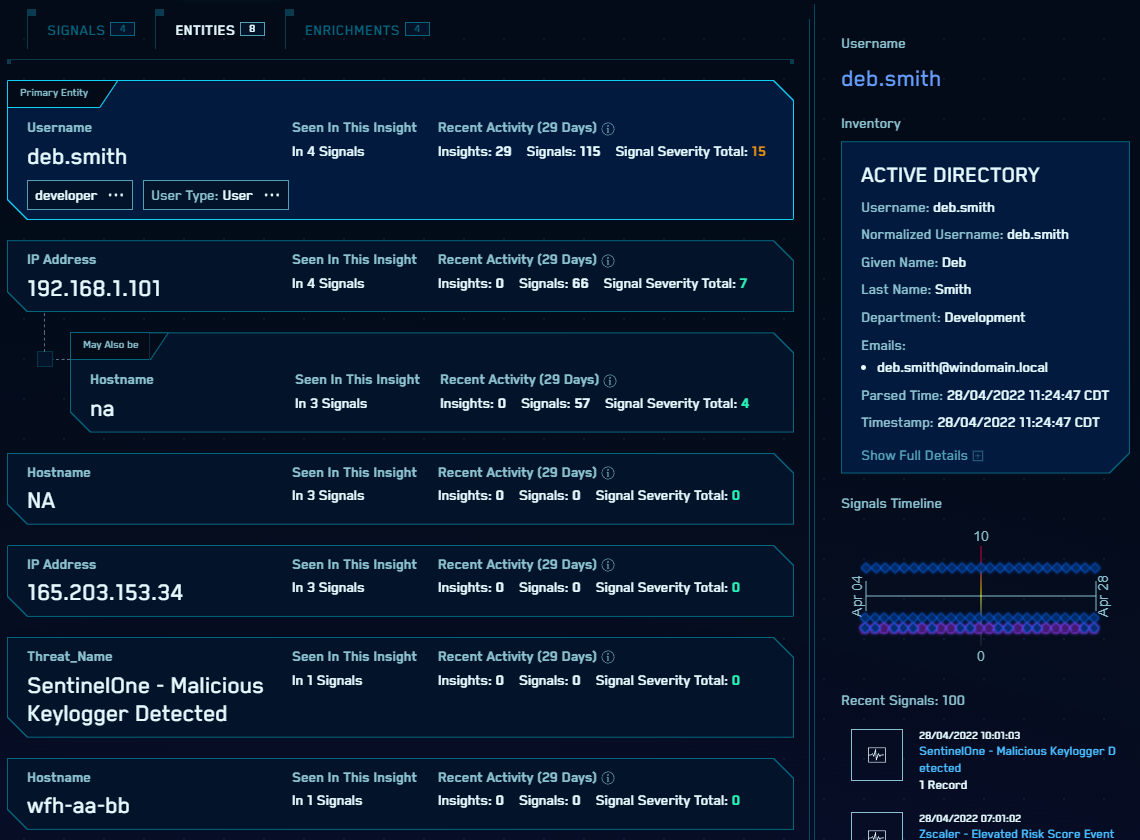 SIGNALS 4 ENTITIES 8 ENRICHMENTS 4
Primary Entity
Username Seen In This Insight Recent Activity (29 Days)
deb.smith In 4 Signals Insights: 29 Signals: 115 Signal Severity Total: 15
developer ··· User Type: User ···
IP Address Seen In This Insight Recent Activity (29 Days)
192.168.1.101 In 4 Signals Insights: 0 Signals: 66 Signal Severity Total: 7
May Also be
Hostname Seen In This Insight Recent Activity (29 Days)
na In 3 Signals Insights: 0 Signals: 57 Signal Severity Total: 4
Hostname Seen In This Insight Recent Activity (29 Days)
NA In 3 Signals Insights: 0 Signals: 0 Signal Severity Total: 0
IP Address Seen In This Insight Recent Activity (29 Days)
165.203.153.34 In 3 Signals Insights: 0 Signals: 0 Signal Severity Total: 0
Threat_Name Seen In This Insight Recent Activity (29 Days)
SentinelOne - Malicious In 1 Signals Insights: 0 Signals: 0 Signal Severity Total: 0
Keylogger Detected
Hostname Seen In This Insight Recent Activity (29 Days)
wfh-aa-bb In 1 Signals Insights: 0 Signals: 0 Signal Severity Total: 0
Username
deb.smith
Inventory
ACTIVE DIRECTORY
Username: deb.smith
Normalized Username: deb.smith
Given Name: Deb
Last Name: Smith
Department: Development
Emails:
• deb.smith@windomain.local
Parsed Time: 28/04/2022 11:24:47 CDT
Timestamp: 28/04/2022 11:24:47 CDT
Show Full Details
Signals Timeline
10
Apr 04
Apr 28
0
Recent Signals: 100
28/04/2022 10:01:03
SentinelOne - Malicious Keylogger D
etected
1 Record
28/04/2022 07:01:02
Zscaler - Elevated Risk Score Event